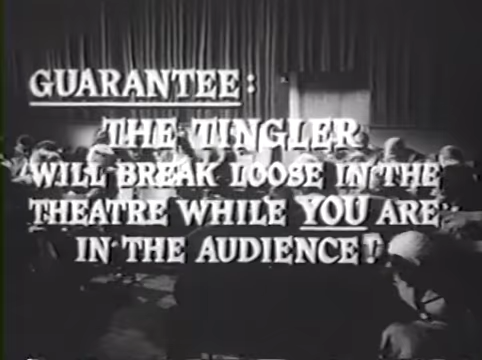 GUARANTEE:
THE TINGLER
WILL BREAK LOOSE IN THE
THEATRE WHILE YOU ARE
IN THE AUDIENCE!